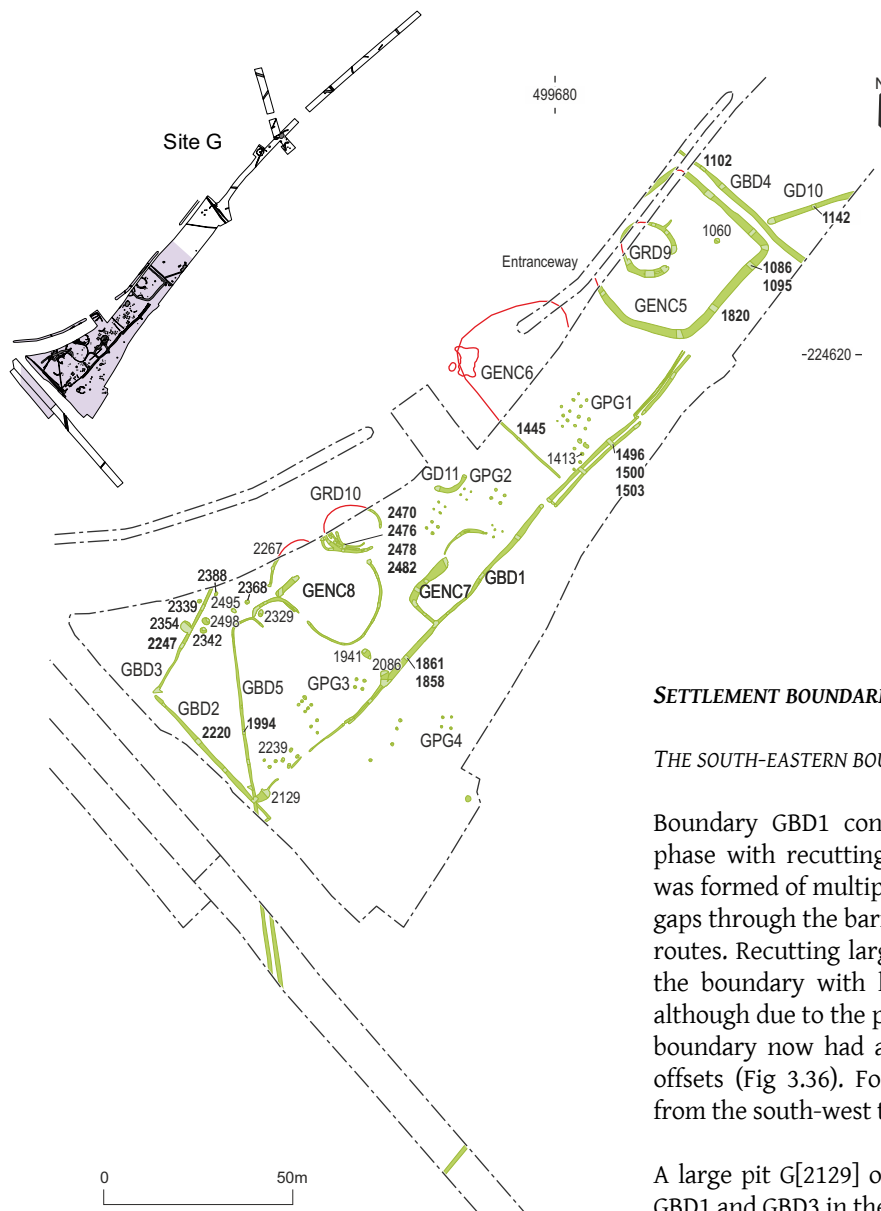 Site G
499680
N
1102
GBD4
GD10
1142
1060
GRD9
Entranceway
1086
1095
GENC5
1820
-224620 -
GENC6
GPG1
1445
1413
1496
1500
1503
GD11
GPG2
GRD10
2470
2476
2478
2482
2267
2388
2368
GENC8
GENC7
GBD1
2339
2495
2354
2498
2329
2342
2247
1941
2086
1861
1858
GBD3
GBD5
GPG3
GBD2
2220
1994
GPG4
2239
2129
0
50m
SETTLEMENT BOUNDAR
THE SOUTH-EASTERN BOU
Boundary GBD1 con
phase with recutting
was formed of multip
gaps through the bar
routes. Recutting larg
the boundary with l
although due to the p
boundary now had a
offsets (Fig 3.36). Fo
from the south-west t
A large pit G[2129] o
GBD1 and GBD3 in the